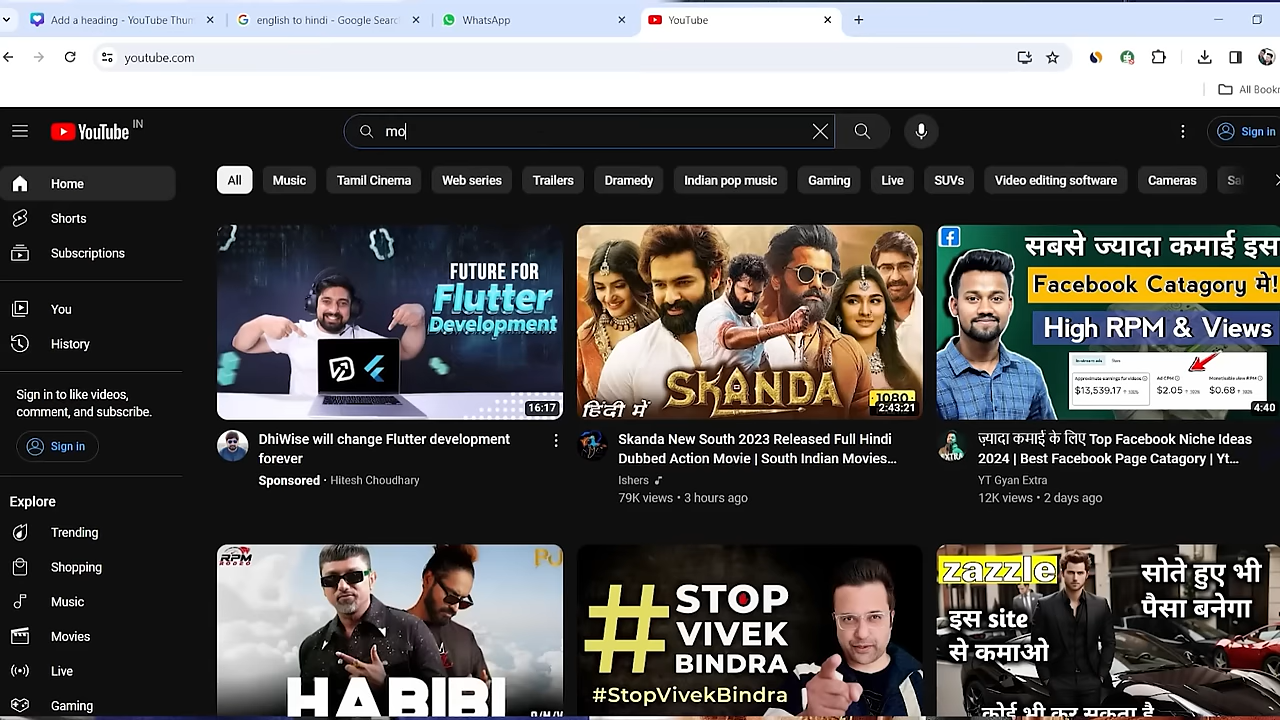 Add a heading - YouTube Thum
english to hindi - Google Searc
WhatsApp
YouTube
youtube.com
All Bookr
YouTube IN
mo
Sign in
Home
Shorts
Subscriptions
You
History
Sign in to like videos,
comment, and subscribe.
Sign in
Explore
Trending
Shopping
Music
Movies
Live
Gaming
All
Music
Tamil Cinema
Web series
Trailers
Dramedy
Indian pop music
Gaming
Live
SUVs
Video editing software
Cameras
Sa
FUTURE FOR
Flutter
Development
16:17
DhiWise will change Flutter development
forever
Sponsored · Hitesh Choudhary
SKANDA
हिंदी में
1080
2:43:21
Skanda New South 2023 Released Full Hindi
Dubbed Action Movie | South Indian Movies...
Ishers
79K views • 3 hours ago
सबसे ज्यादा कमाई इस
Facebook Catagory मे!
High RPM & Views
$13,539.17
$2.05
$0.68
4:40
ज़्यादा कमाई के लिए Top Facebook Niche Ideas
2024 | Best Facebook Page Catagory | Yt...
YT Gyan Extra
12K views • 2 days ago
RPM
RODEO
HABIBI
#STOP
VIVEK
BINDRA
#StopVivekBindra
zazzle
इस site
से कमाओ
सोते हुए भी
पैसा बनेगा
कोई भी कर सकता है